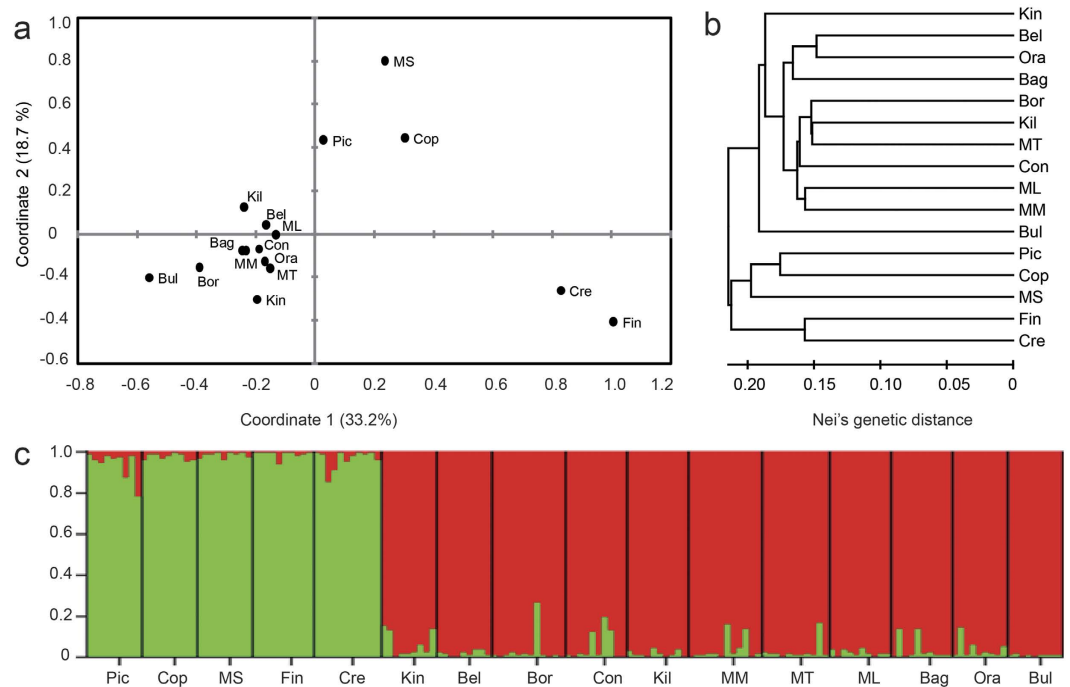 a
1.0
0.8
0.6
0.4
0.2
0
-0.4
-0.4
-0.6
Coordinate 2 (18.7 %)
MS
Pic
Cop
Kil
Bel
ML
Bag
Con
MM
Ora
MT
Bul
Bor
Kin
Cre
Fin
-0.8 -0.6 -0.4 -0.2 0 0.2 0.4 0.6 0.8 1.0 1.2
Coordinate 1 (33.2%)
b
Kin
Bel
Ora
Bag
Bor
Kil
MT
Con
ML
MM
Bul
Pic
Cop
MS
Fin
Cre
0.20 0.15 0.10 0.05 0
Nei's genetic distance
c
1.0
0.8
0.6
0.4
0.2
0
Pic Cop MS Fin Cre Kin Bel Bor Con Kil MM MT ML Bag Ora Bul